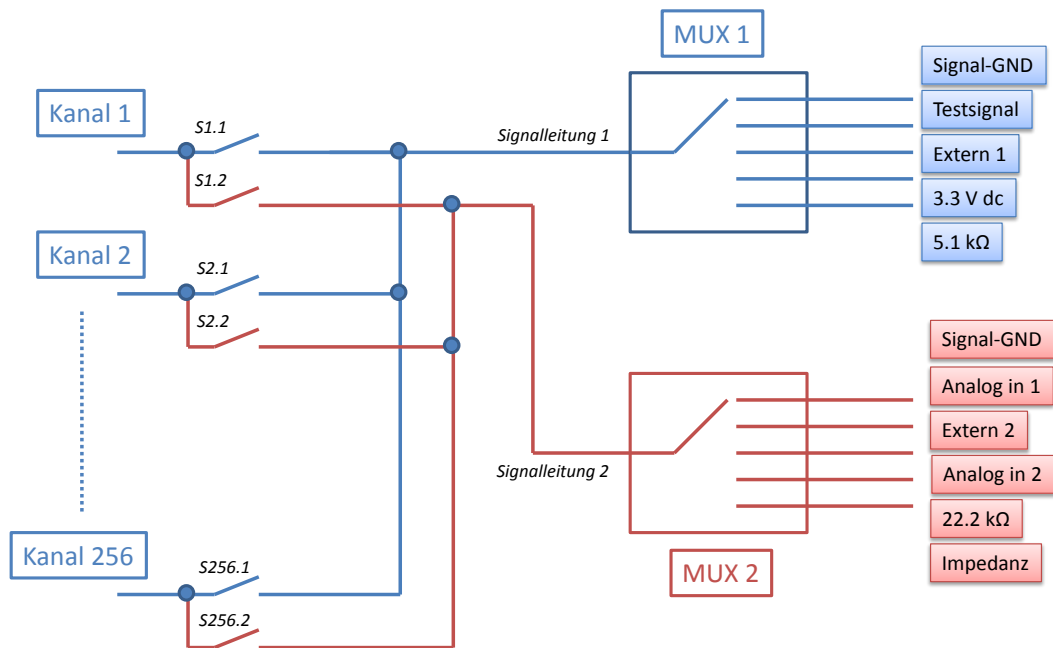 MUX 1
Signal-GND
Kanal 1
Testsignal
S1.1
Signalleitung 1
Extern 1
S1.2
3.3 V dc
Kanal 2
5.1 kΩ
S2.1
S2.2
Signal-GND
Analog in 1
Extern 2
Signalleitung 2
Analog in 2
22.2 kΩ
Kanal 256
Impedanz
S256.1
MUX 2
S256.2